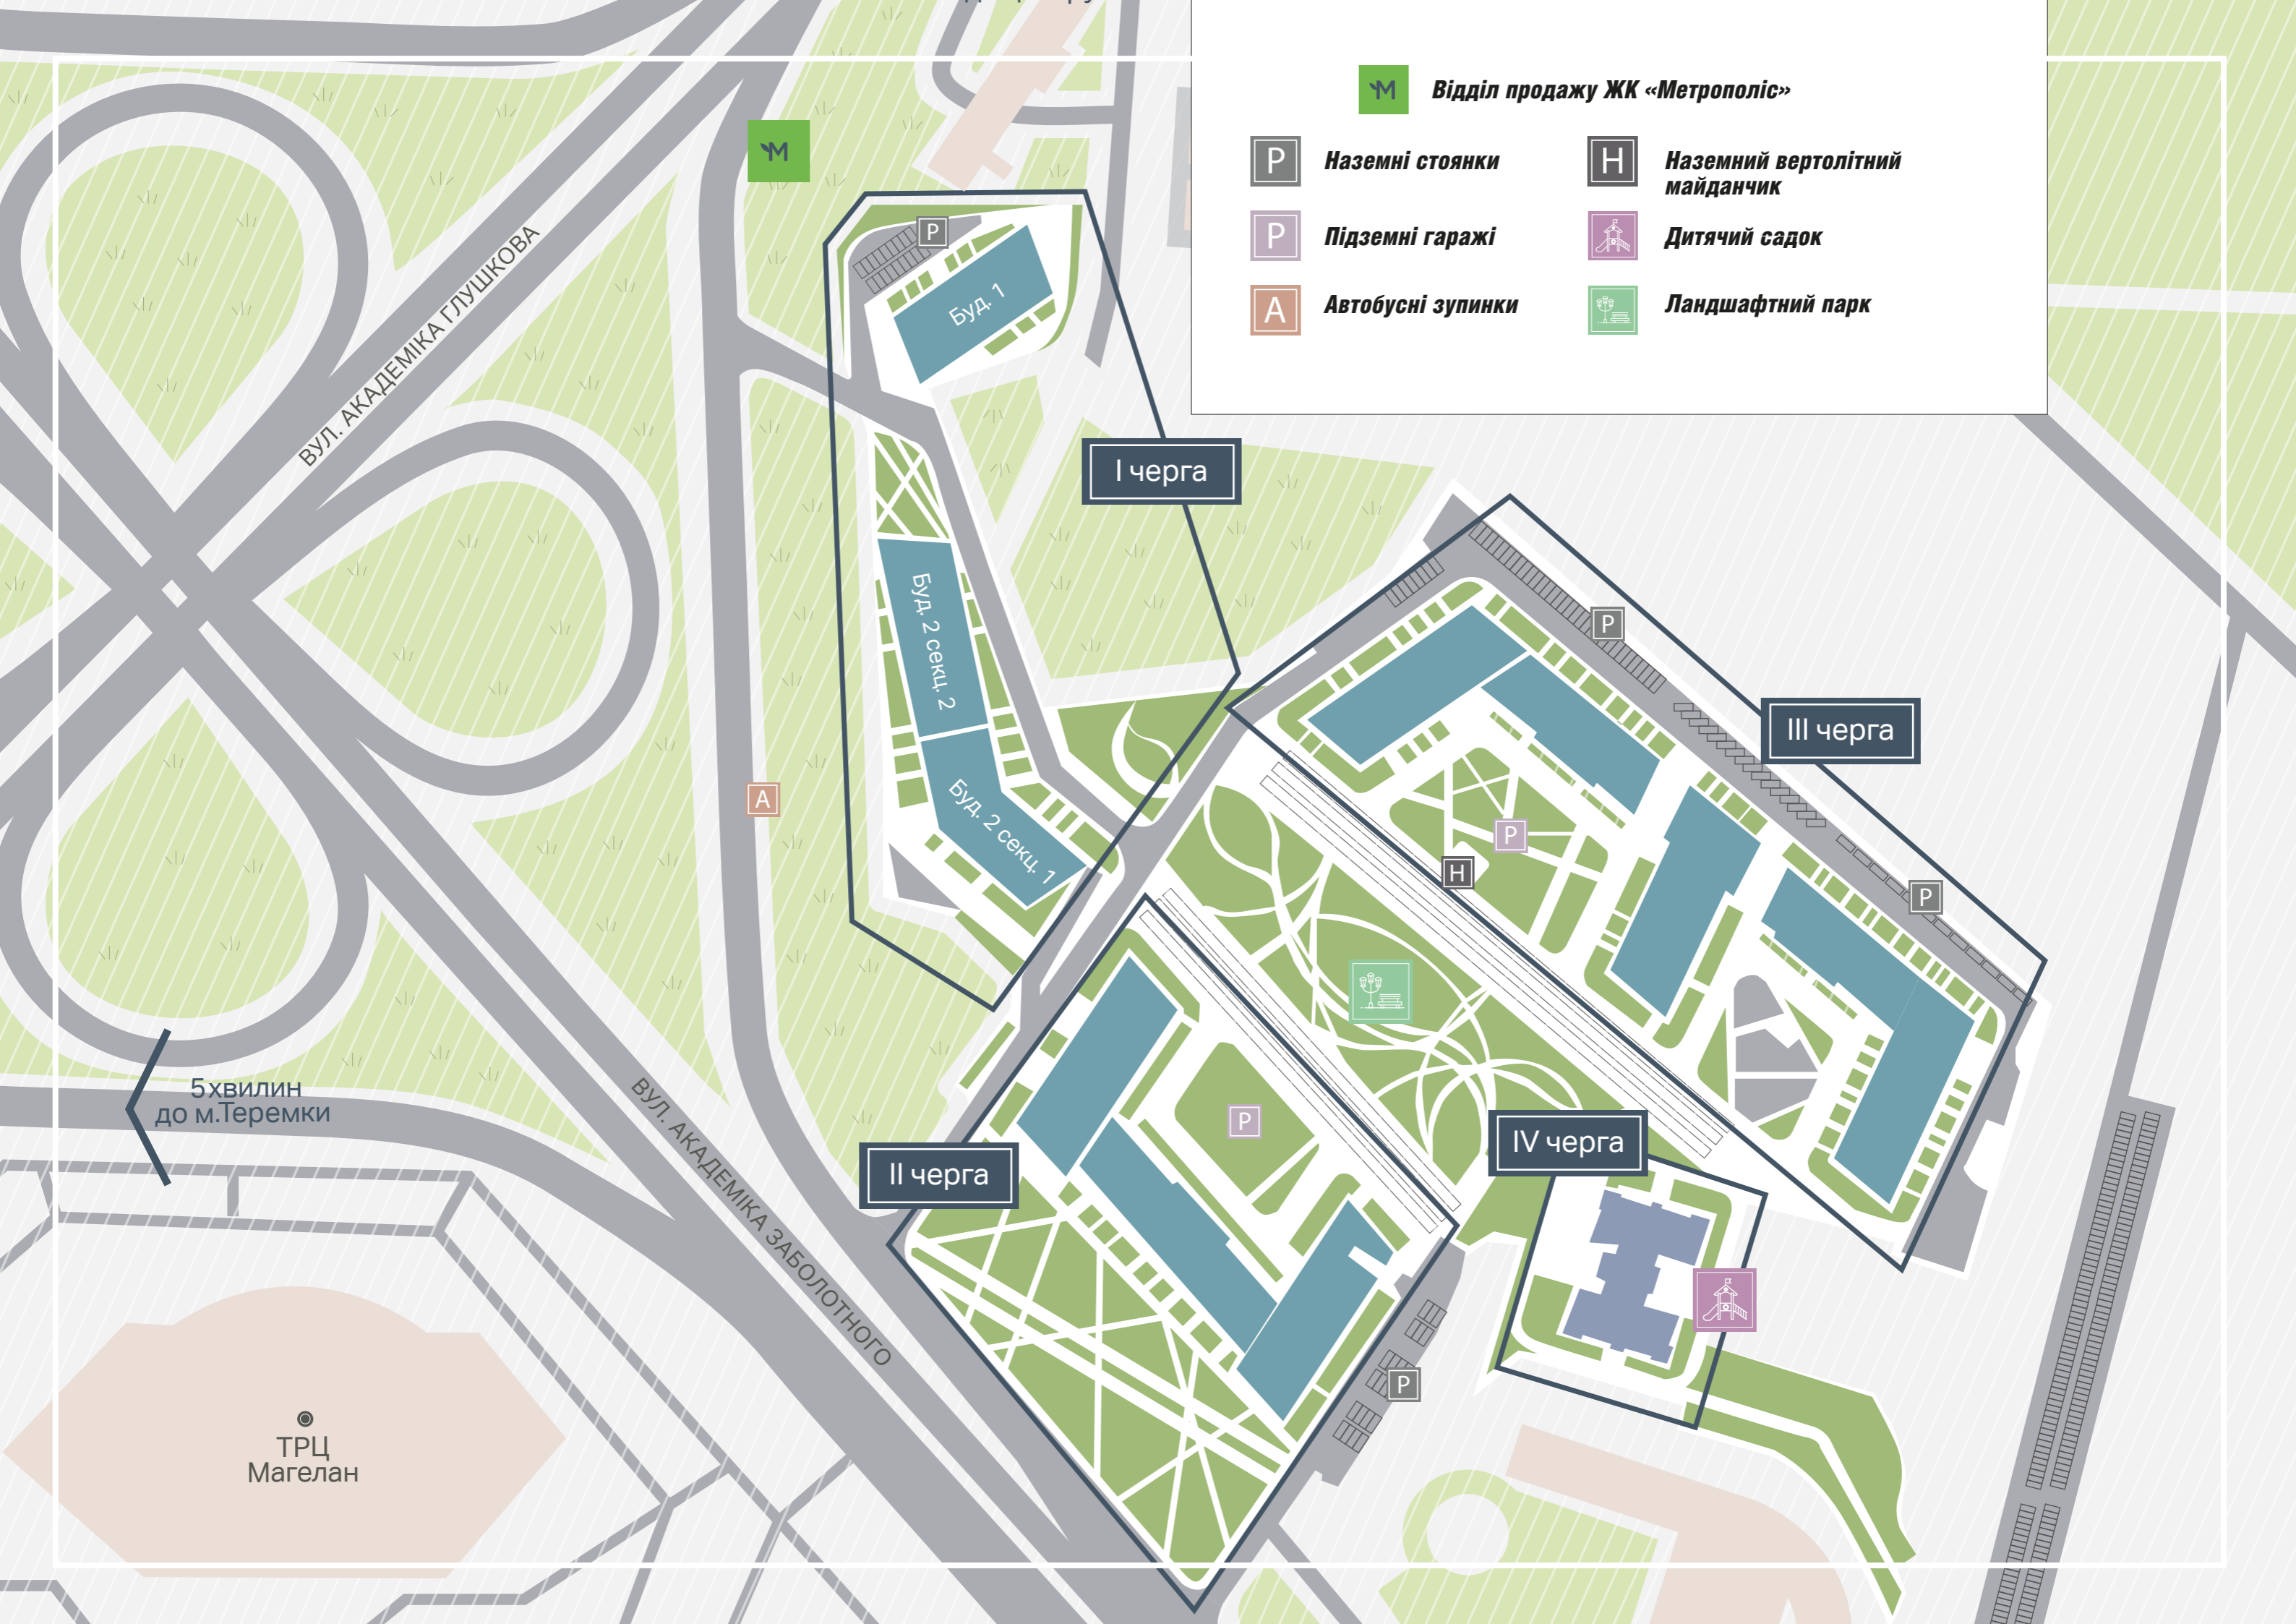 M
Відділ продажу ЖК «Метрополіс»
P
Наземні стоянки
H
Наземний вертолітний
майданчик
P
Підземні гаражі
Дитячий садок
A
Автобусні зупинки
Ландшафтний парк
M
ВУЛ. АКАДЕМІКА ГЛУШКОВА
P
Буд. 1
I черга
Буд. 2 секц. 2
P
III черга
A
Буд. 2 секц. 1
P
H
P
5 хвилин
до м.Теремки
P
IV черга
II черга
ВУЛ. АКАДЕМІКА ЗАБОЛОТНОГО
P
ТРЦ
Магелан